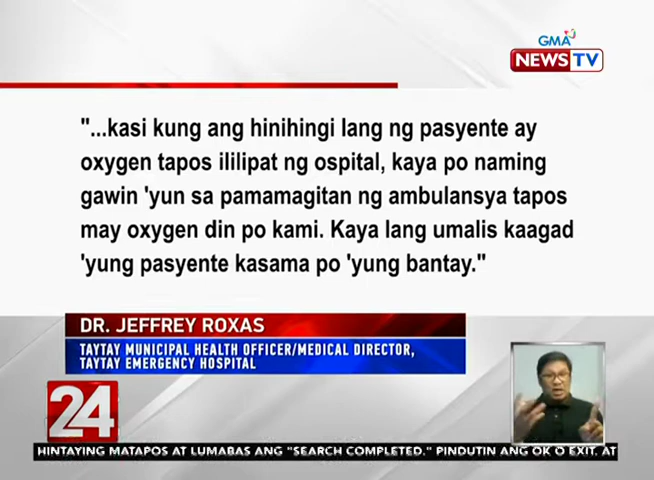 GMA
NEWS TV
"...kasi kung ang hinihingi lang ng pasyente ay
oxygen tapos ililipat ng ospital, kaya po naming
gawin 'yun sa pamamagitan ng ambulansya tapos
may oxygen din po kami. Kaya lang umalis kaagad
'yung pasyente kasama po 'yung bantay."
DR. JEFFREY ROXAS
TAYTAY MUNICIPAL HEALTH OFFICER/MEDICAL DIRECTOR,
TAYTAY EMERGENCY HOSPITAL
24
HINTAYING MATAPOS AT LUMABAS ANG "SEARCH COMPLETED." PINDUTIN ANG OK O EXIT. AT